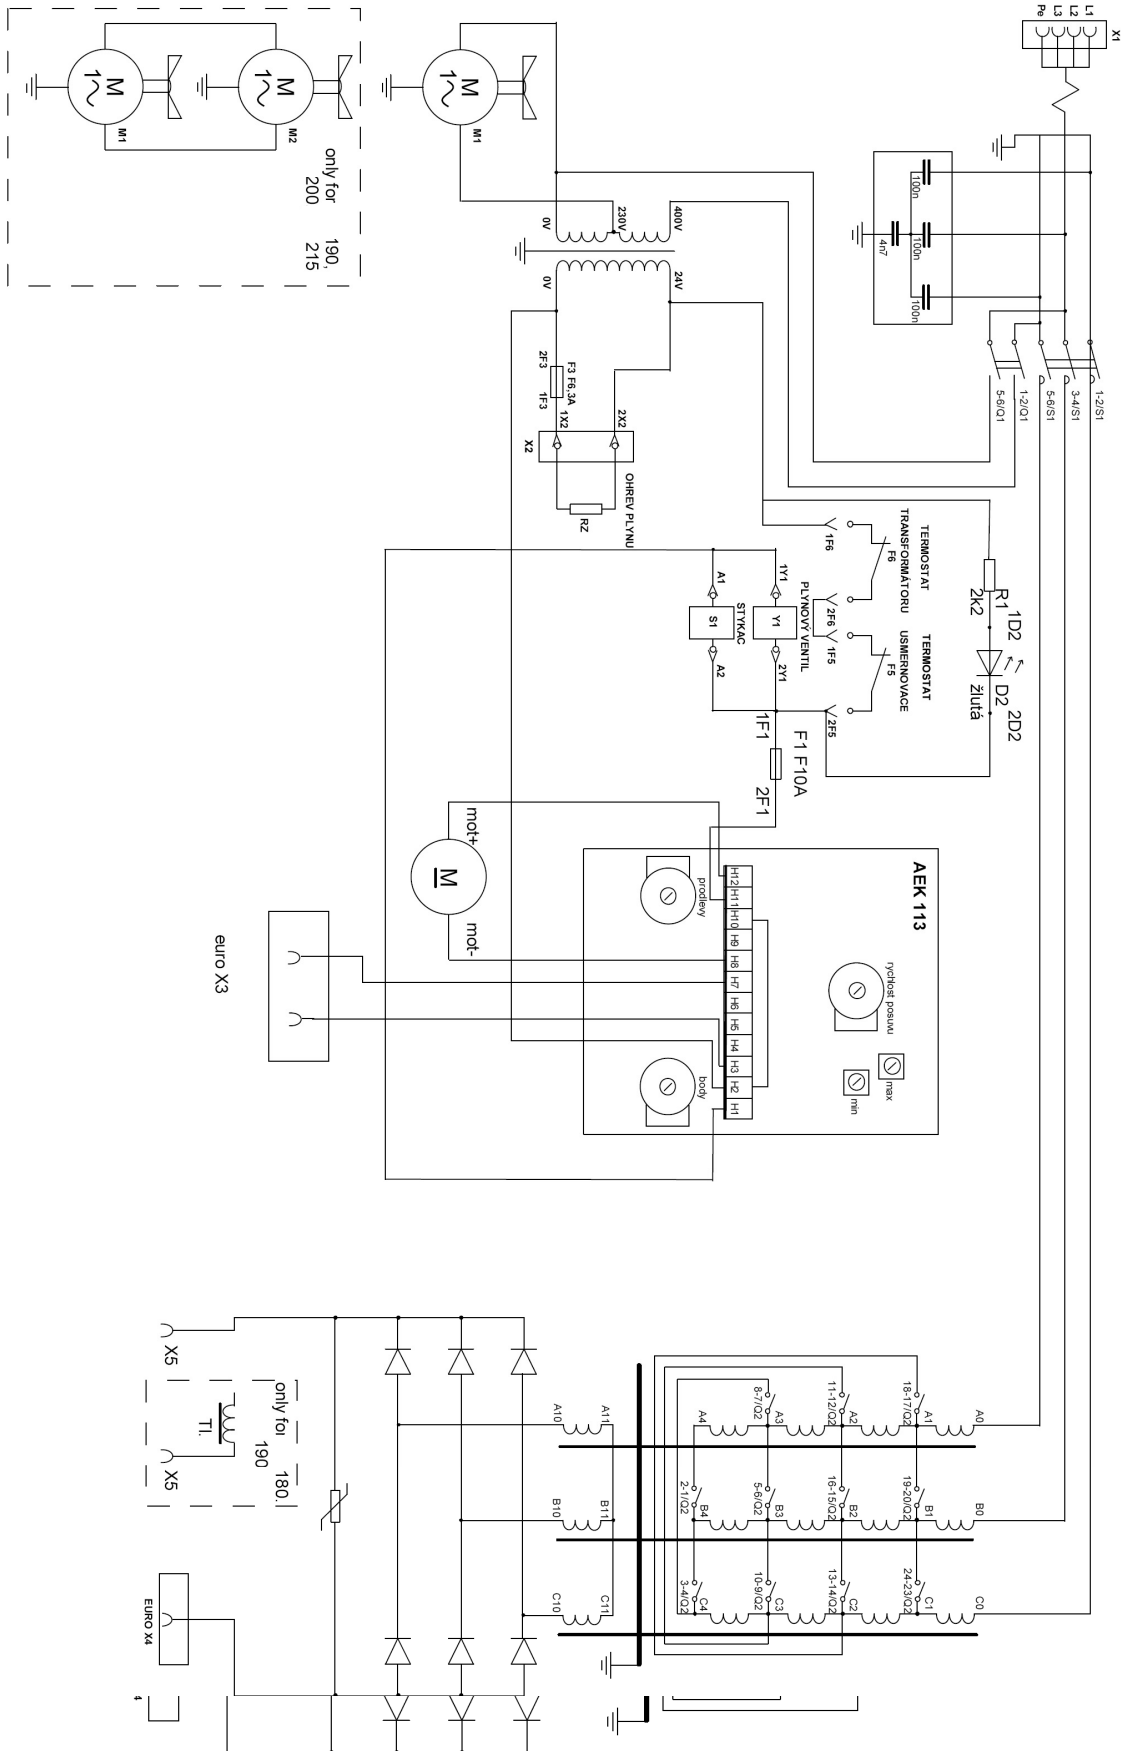 X1
L1
L2
L3
Pe
M
1
M1
M
1
M2
only for 190,
200 215
M
1
M1
100n
100n
100n
4n7
0V
230V
400V
0V
24V
1-2/S1
3-4/S1
5-6/S1
1-2/Q1
5-6/Q1
2F3
1F3
F3 F6,3A
1X2
2X2
X2
OHREV PLYNU
RZ
TERMOSTAT
TRANSFORMÁTORU
F6
1F6
2F6
TERMOSTAT
USMERNOVACE
F5
1F5
2F5
R1
2k2
1D2
D2
2D2
žlutá
PLYNOVÝ VENTIL
1Y1
Y1
2Y1
STYKAC
A1
S1
A2
1F1
F1 F10A
2F1
mot+
M
mot-
AEK 113
prodlevy
rychlost posuvu
body
max
min
H12
H11
H10
H9
H8
H7
H6
H5
H4
H3
H2
H1
euro X3
A0
A1
A2
A3
A4
18-17/Q2
11-12/Q2
8-7/Q2
B0
B1
B2
B3
B4
19-20/Q2
16-15/Q2
5-6/Q2
2-1/Q2
C0
C1
C2
C3
C4
24-23/Q2
13-14/Q2
10-9/Q2
3-4/Q2
A11
A10
B11
B10
C11
C10
X5
only for 180.
190
Tl.
X5
EURO X4
4